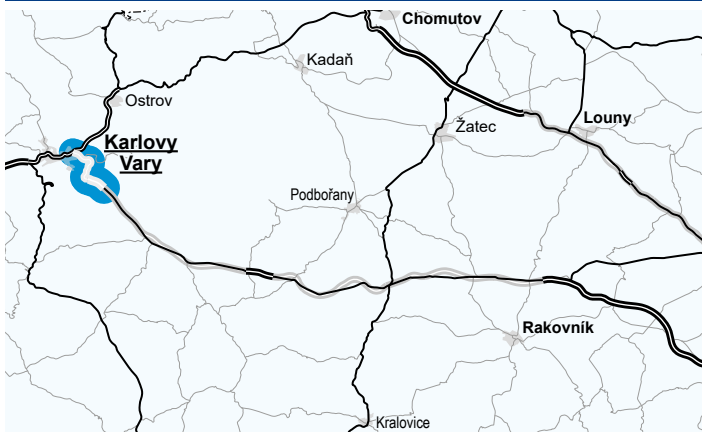 Chomutov
Kadaň
Ostrov
Louny
Žatec
Karlovy
Vary
Podbořany
Rakovník
Kralovice